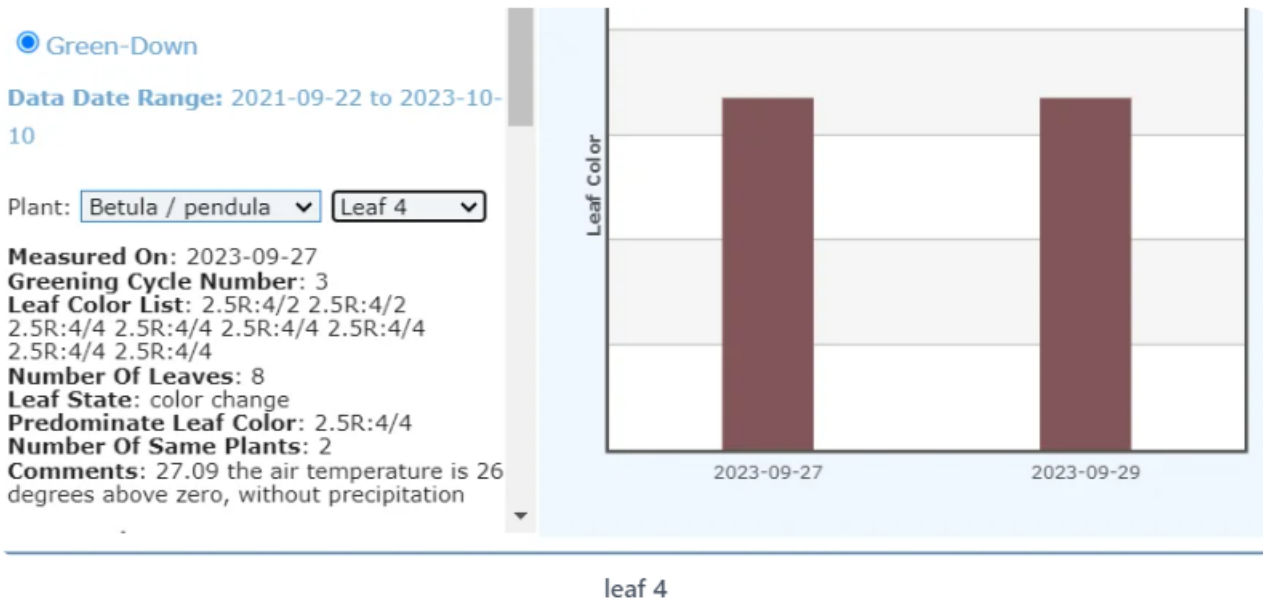 Green-Down
Data Date Range: 2021-09-22 to 2023-10-
10
Plant: Betula / pendula Leaf 4
Measured On: 2023-09-27
Greening Cycle Number: 3
Leaf Color List: 2.5R:4/2 2.5R:4/2
2.5R:4/4 2.5R:4/4 2.5R:4/4 2.5R:4/4
2.5R:4/4 2.5R:4/4
Number Of Leaves: 8
Leaf State: color change
Predominate Leaf Color: 2.5R:4/4
Number Of Same Plants: 2
Comments: 27.09 the air temperature is 26
degrees above zero, without precipitation
Leaf Color
2023-09-27 2023-09-29
leaf 4